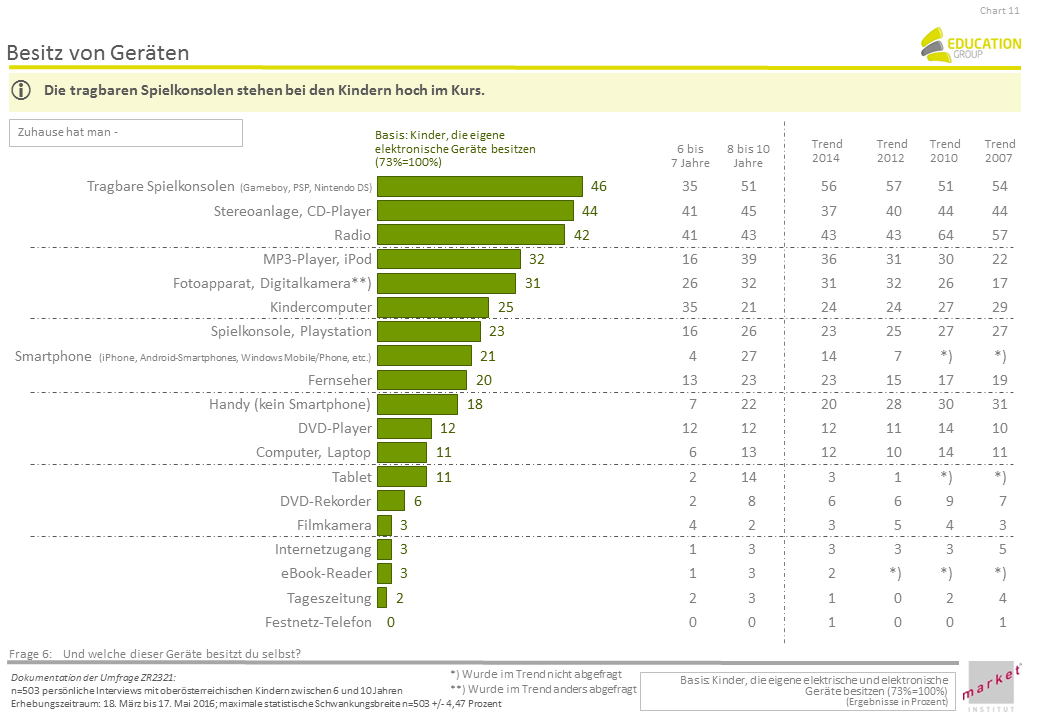 Chart 11
Besitz von Geräten
EDUCATION
GROUP
Die tragbaren Spielkonsolen stehen bei den Kindern hoch im Kurs.
Zuhause hat man -
Basis: Kinder, die eigene
elektronische Geräte besitzen
(73%=100%)
6 bis
7 Jahre
8 bis 10
Jahre
Trend
2014
Trend
2012
Trend
2010
Trend
2007
Tragbare Spielkonsolen (Gameboy, PSP, Nintendo DS) 46 35 51 56 57 51 54
Stereoanlage, CD-Player 44 41 45 37 40 44 44
Radio 42 41 43 43 43 64 57
MP3-Player, iPod 32 16 39 36 31 30 22
Fotoapparat, Digitalkamera**) 31 26 32 31 32 26 17
Kindercomputer 25 35 21 24 24 27 29
Spielkonsole, Playstation 23 16 26 23 25 27 27
Smartphone (iPhone, Android-Smartphones, Windows Mobile/Phone, etc.) 21 4 27 14 7 *) *)
Fernseher 20 13 23 23 15 17 19
Handy (kein Smartphone) 18 7 22 20 28 30 31
DVD-Player 12 12 12 12 11 14 10
Computer, Laptop 11 6 13 12 10 14 11
Tablet 11 2 14 3 1 *) *)
DVD-Rekorder 6 2 8 6 6 9 7
Filmkamera 3 4 2 3 5 4 3
Internetzugang 3 1 3 3 3 3 5
eBook-Reader 3 1 3 2 *) *) *)
Tageszeitung 2 2 3 1 0 2 4
Festnetz-Telefon 0 0 0 1 0 0 1
Frage 6: Und welche dieser Geräte besitzt du selbst?
Dokumentation der Umfrage ZR2321:
n=503 persönliche Interviews mit oberösterreichischen Kindern zwischen 6 und 10 Jahren
Erhebungszeitraum: 18. März bis 17. Mai 2016; maximale statistische Schwankungsbreite n=503 +/- 4,47 Prozent
*) Wurde im Trend nicht abgefragt
**) Wurde im Trend anders abgefragt
Basis Kinder, die eigene elektrische und elektronische
Geräte besitzen (73%=100%)
(Ergebnisse in Prozent)
market
INSTITUT